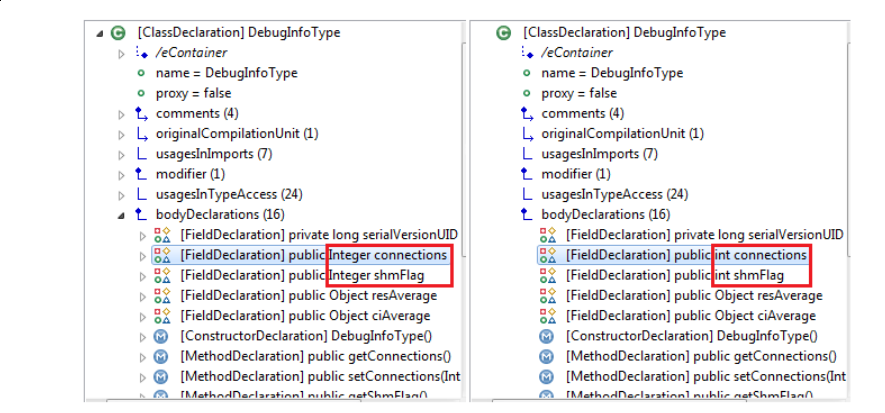 [ClassDeclaration] DebugInfoType
/eContainer
name = DebugInfoType
proxy = false
comments (4)
originalCompilationUnit (1)
usagesInImports (7)
modifier (1)
usagesInTypeAccess (24)
bodyDeclarations (16)
[FieldDeclaration] private long serialVersionUID
[FieldDeclaration] public Integer connections
[FieldDeclaration] public Integer shmFlag
[FieldDeclaration] public Object resAverage
[FieldDeclaration] public Object ciAverage
[ConstructorDeclaration] DebugInfoType()
[MethodDeclaration] public getConnections()
[MethodDeclaration] public setConnections(Int
[MethodDeclaration] public getShmFlag()
[ClassDeclaration] DebugInfoType
/eContainer
name = DebugInfoType
proxy = false
comments (4)
originalCompilationUnit (1)
usagesInImports (7)
modifier (1)
usagesInTypeAccess (24)
bodyDeclarations (16)
[FieldDeclaration] private long serialVersionUID
[FieldDeclaration] public int connections
[FieldDeclaration] public int shmFlag
[FieldDeclaration] public Object resAverage
[FieldDeclaration] public Object ciAverage
[ConstructorDeclaration] DebugInfoType()
[MethodDeclaration] public getConnections()
[MethodDeclaration] public setConnections(Int
[MethodDeclaration] public getShmFlag()